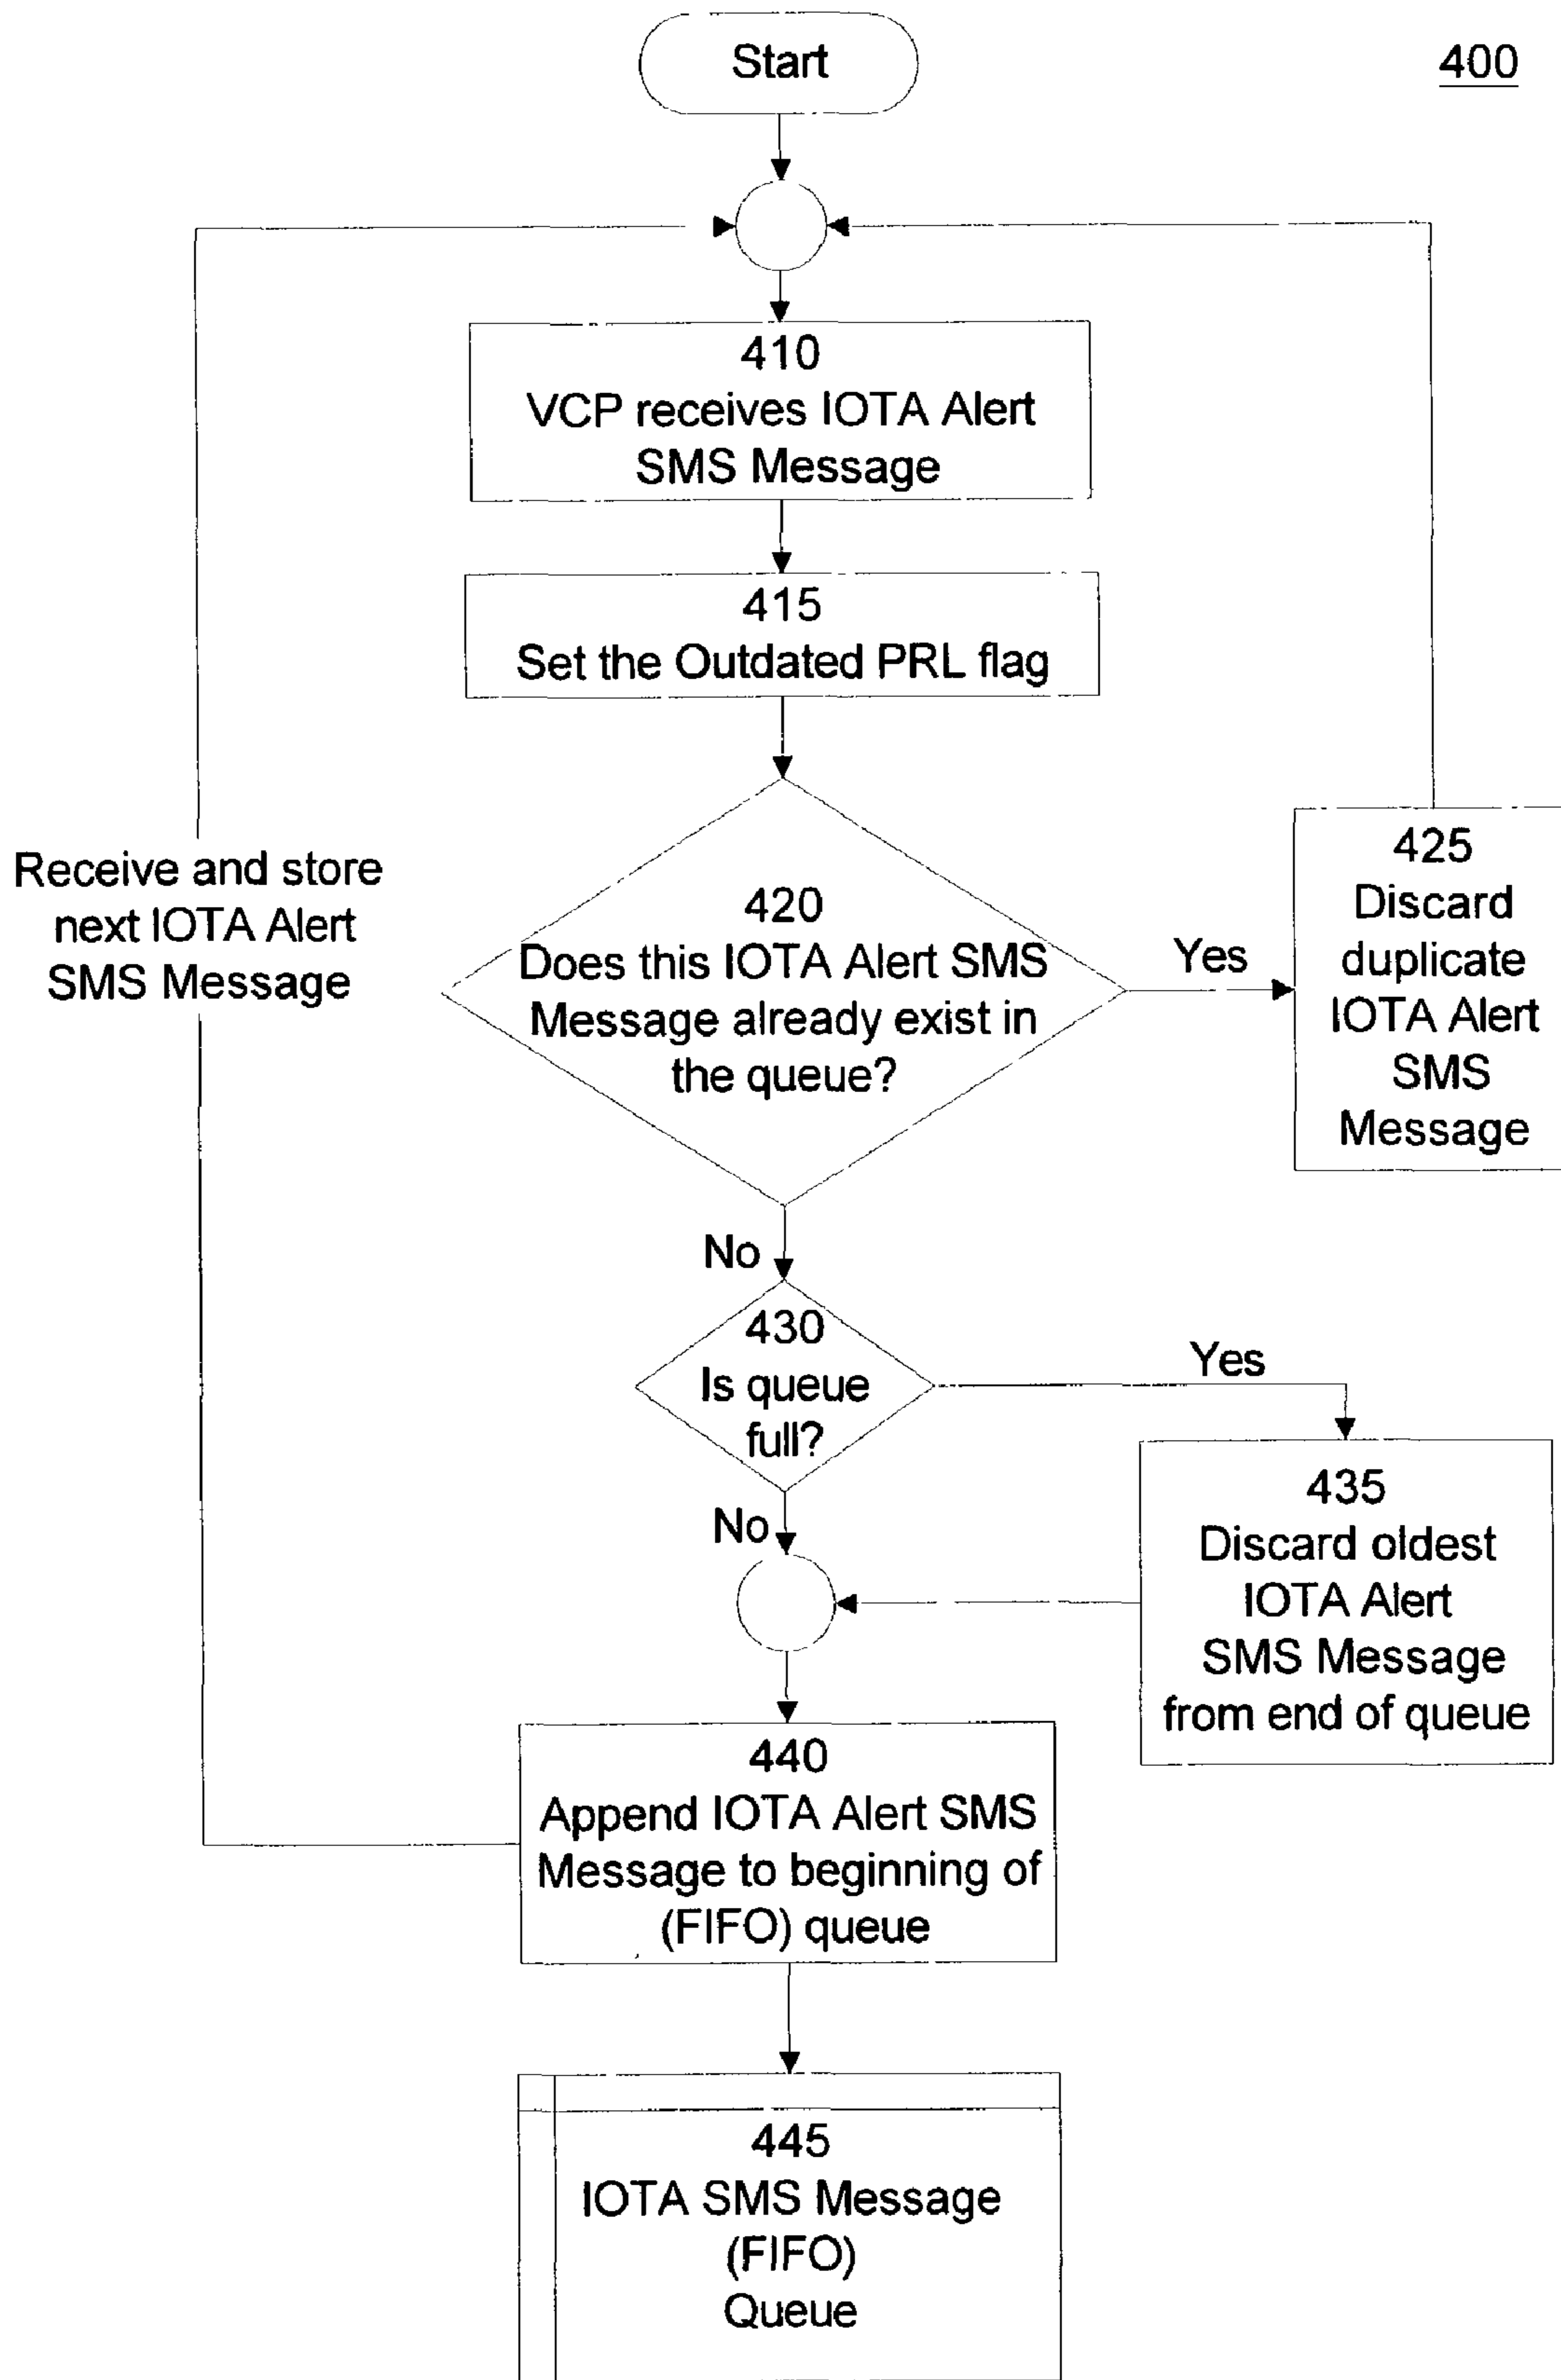 Start
400
410
VCP receives IOTA Alert
SMS Message
415
Set the Outdated PRL flag
Receive and store
next IOTA Alert
SMS Message
420
Does this IOTA Alert SMS
Message already exist in
the queue?
Yes
425
Discard
duplicate
IOTA Alert
SMS
Message
No
430
Is queue
full?
Yes
435
Discard oldest
IOTA Alert
SMS Message
from end of queue
No
440
Append IOTA Alert SMS
Message to beginning of
(FIFO) queue
445
IOTA SMS Message
(FIFO)
Queue